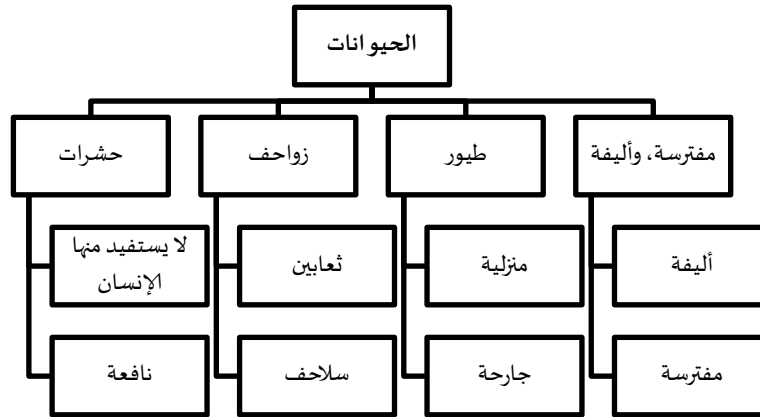 الحيوانات
مفترسة، وأليفة
طيور
زواحف
حشرات
أليفة
منزلية
ثعابين
لا يستفيد منها
الإنسان
مفترسة
جارحة
سلاحف
نافعة